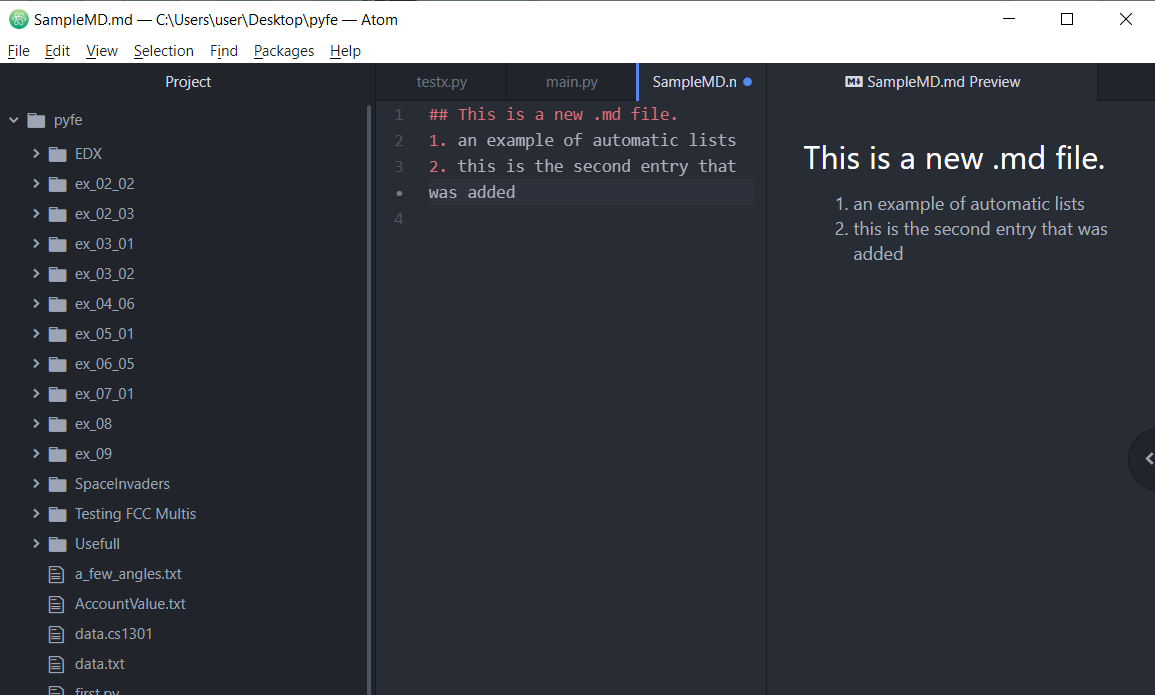 SampleMD.md — C:\Users\user\Desktop\pyfe — Atom
File Edit View Selection Find Packages Help
Project
pyfe
EDX
ex_02_02
ex_02_03
ex_03_01
ex_03_02
ex_04_06
ex_05_01
ex_06_05
ex_07_01
ex_08
ex_09
SpaceInvaders
Testing FCC Multis
Usefull
a_few_angles.txt
AccountValue.txt
data.cs1301
data.txt
first.py
testx.py main.py SampleMD.n
1 ## This is a new .md file.
2 1. an example of automatic lists
3 2. this is the second entry that
• was added
4
SampleMD.md Preview
This is a new .md file.
1. an example of automatic lists
2. this is the second entry that was
added